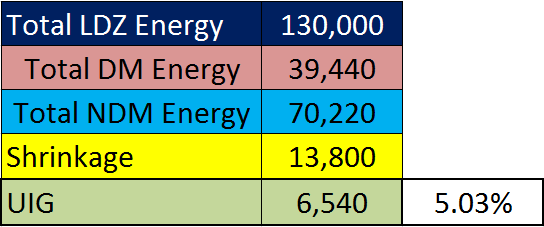 Total LDZ Energy 130,000
Total DM Energy 39,440
Total NDM Energy 70,220
Shrinkage 13,800
UIG 6,540 5.03%